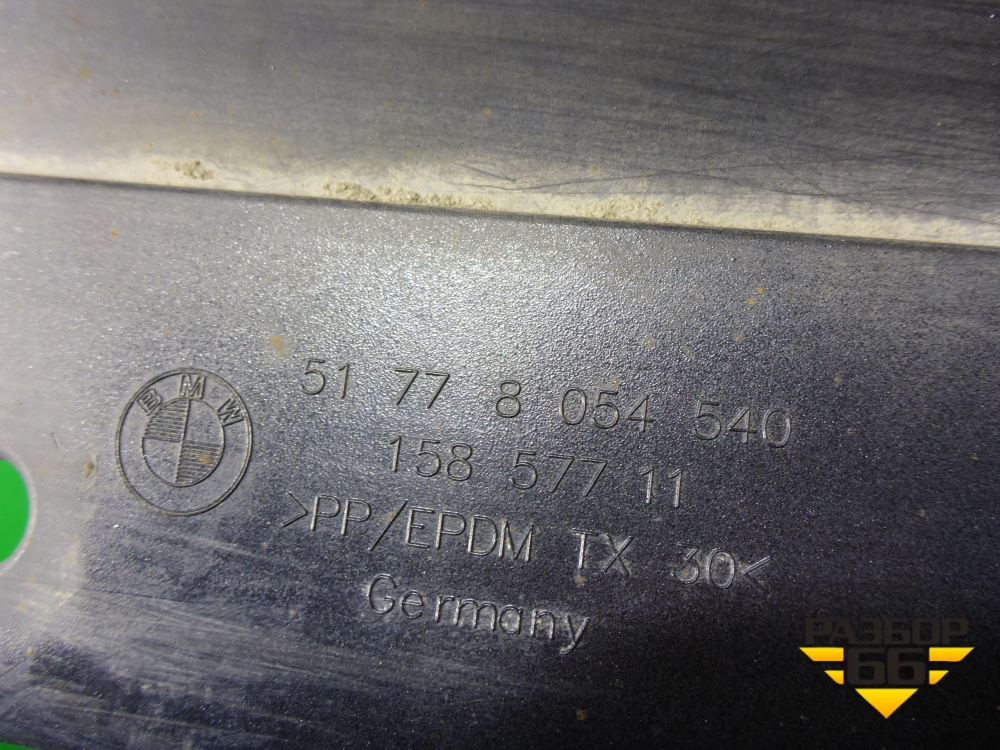 BMW
51 77 8 054 540
158 577 11
>PP/EPDM TX 30<
Germany
РАЗБОР
66